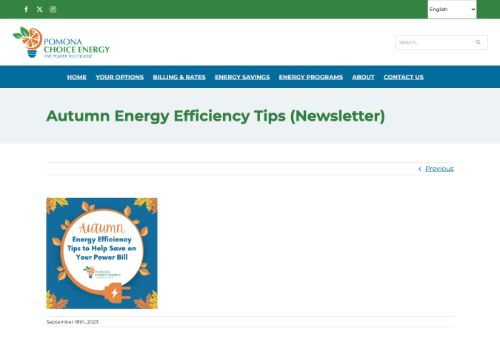 English
POMONA
CHOICE ENERGY
THE POWER TO CHOOSE
Search...
HOME YOUR OPTIONS BILLING & RATES ENERGY SAVINGS ENERGY PROGRAMS ABOUT CONTACT US
Autumn Energy Efficiency Tips (Newsletter)
Previous
AUTUMN
Energy Efficiency
Tips to Help Save on
Your Power Bill
POMONA
CHOICE ENERGY
September 18th, 2023